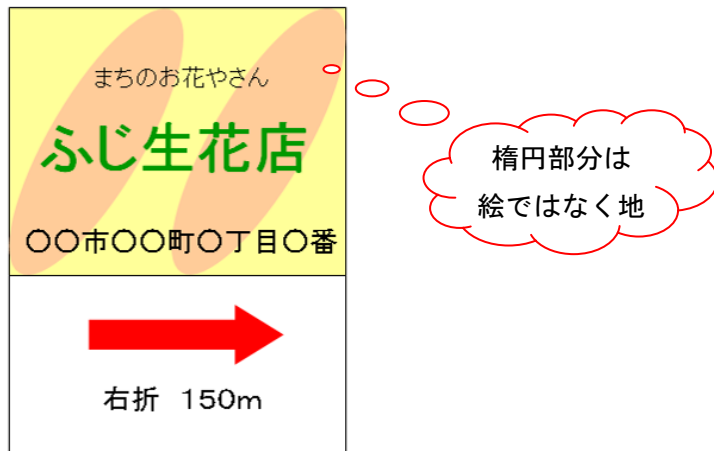 まちのお花やさん
ふじ生花店
〇〇市〇〇町〇丁目〇番
右折　150m
楕円部分は
絵ではなく地